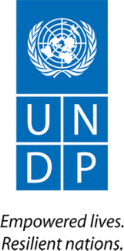 U N
D P
Empowered lives.
Resilient nations.